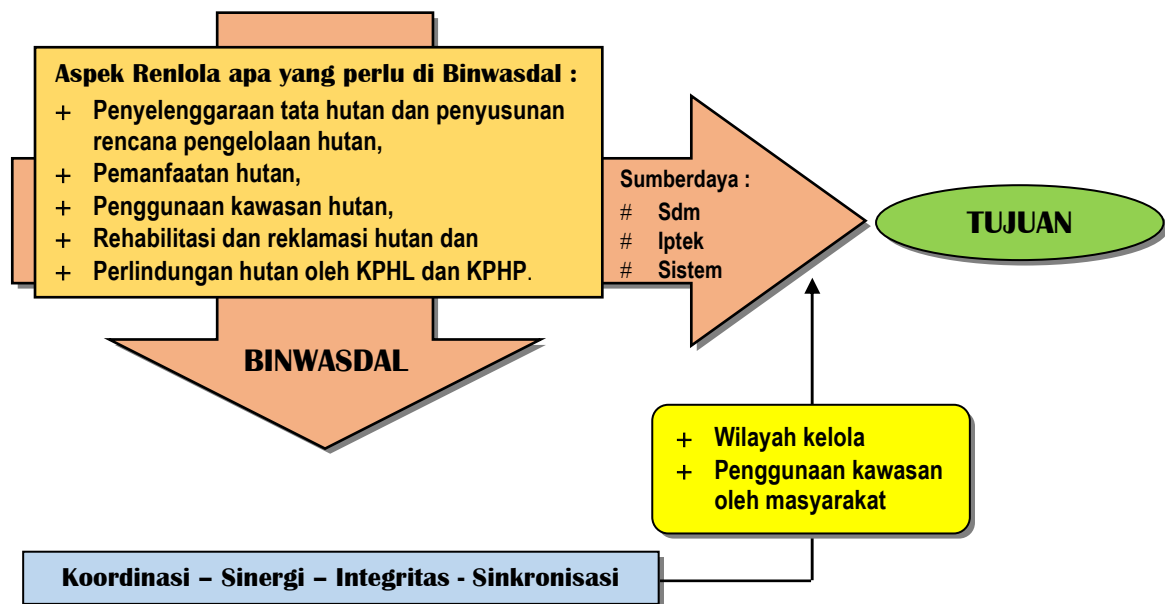 Aspek Renlola apa yang perlu di Binwasdal :
+ Penyelenggaraan tata hutan dan penyusunan
rencana pengelolaan hutan,
+ Pemanfaatan hutan,
+ Penggunaan kawasan hutan,
+ Rehabilitasi dan reklamasi hutan dan
+ Perlindungan hutan oleh KPHL dan KPHP.
Sumberdaya :
# Sdm
# Iptek
# Sistem
TUJUAN
BINWASDAL
+ Wilayah kelola
+ Penggunaan kawasan
oleh masyarakat
Koordinasi – Sinergi – Integritas - Sinkronisasi